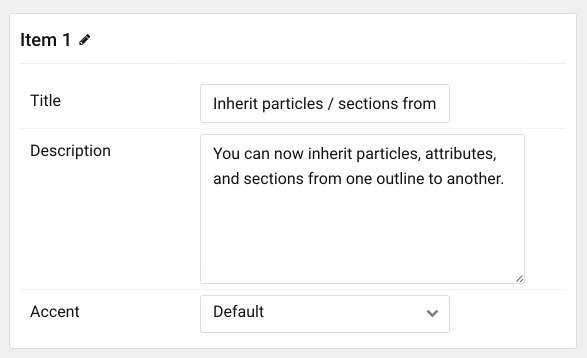 Item 1
Title
Inherit particles / sections from
Description
You can now inherit particles, attributes,
and sections from one outline to another.
Accent
Default